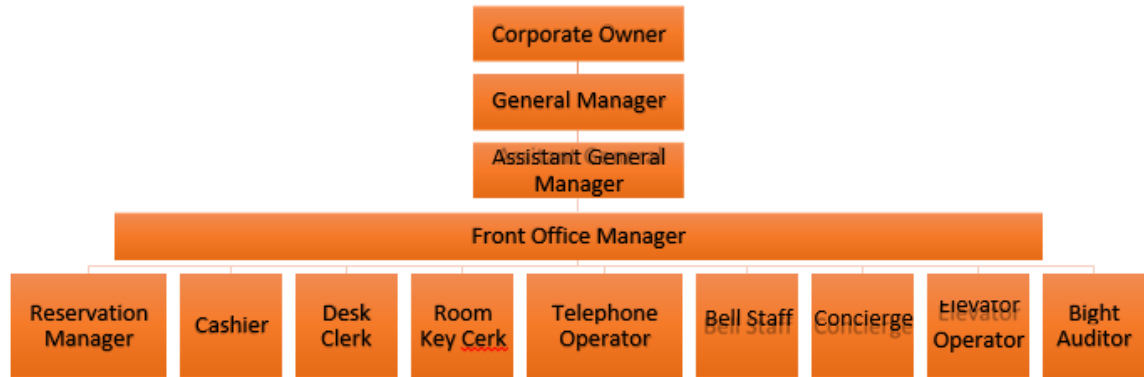 Corporate Owner
General Manager
Assistant General
Manager
Front Office Manager
Reservation
Manager
Cashier
Desk
Clerk
Room
Key Cerk
Telephone
Operator
Bell Staff
Concierge
Elevator
Operator
Bight
Auditor